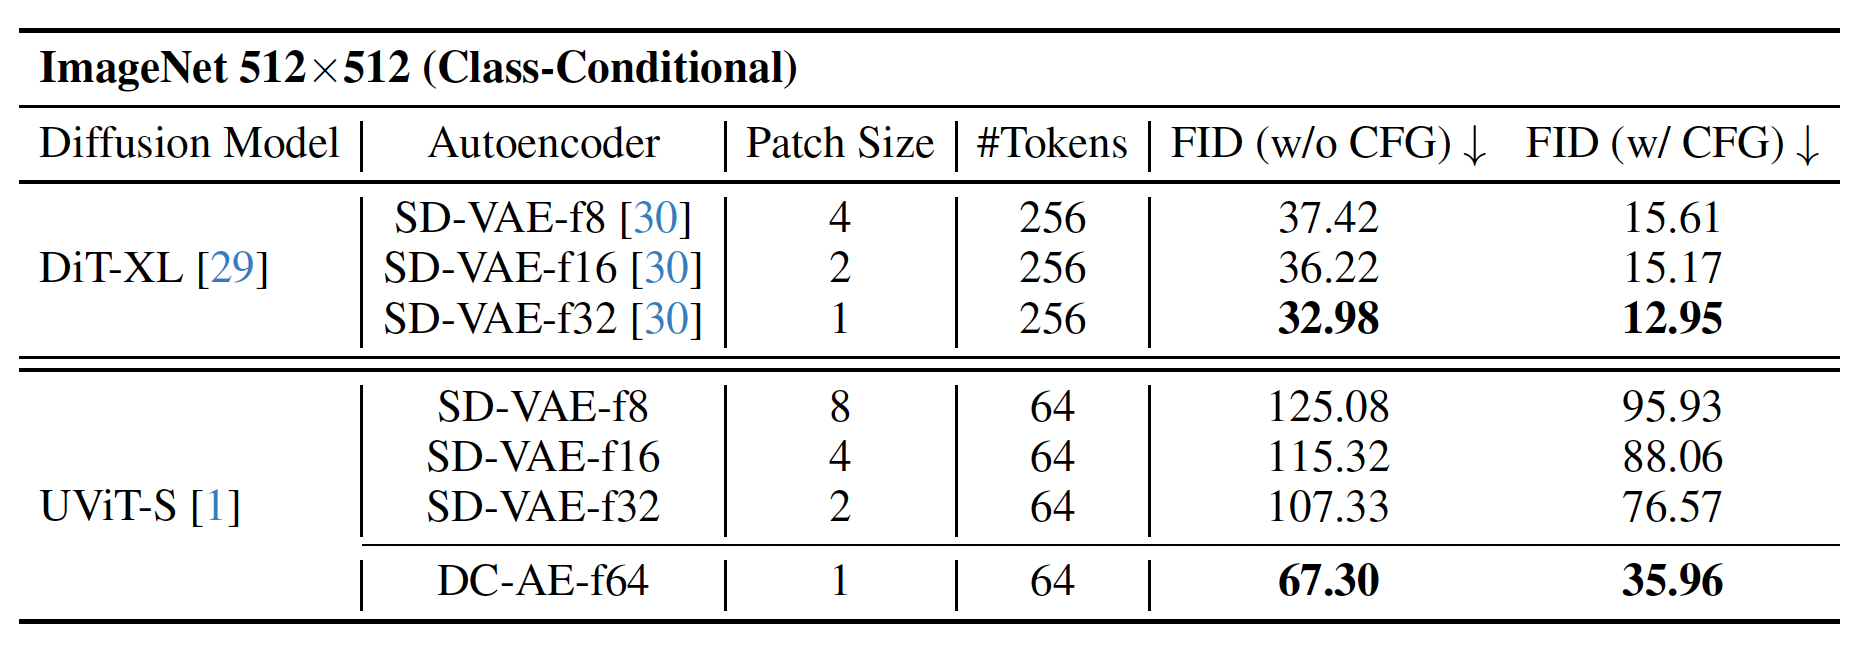 ImageNet 512×512 (Class-Conditional)
Diffusion Model Autoencoder Patch Size #Tokens FID (w/o CFG) ↓ FID (w/ CFG) ↓
SD-VAE-f8 [30] 4 256 37.42 15.61
DiT-XL [29] SD-VAE-f16 [30] 2 256 36.22 15.17
SD-VAE-f32 [30] 1 256 32.98 12.95
SD-VAE-f8 8 64 125.08 95.93
SD-VAE-f16 4 64 115.32 88.06
UViT-S [1] SD-VAE-f32 2 64 107.33 76.57
DC-AE-f64 1 64 67.30 35.96